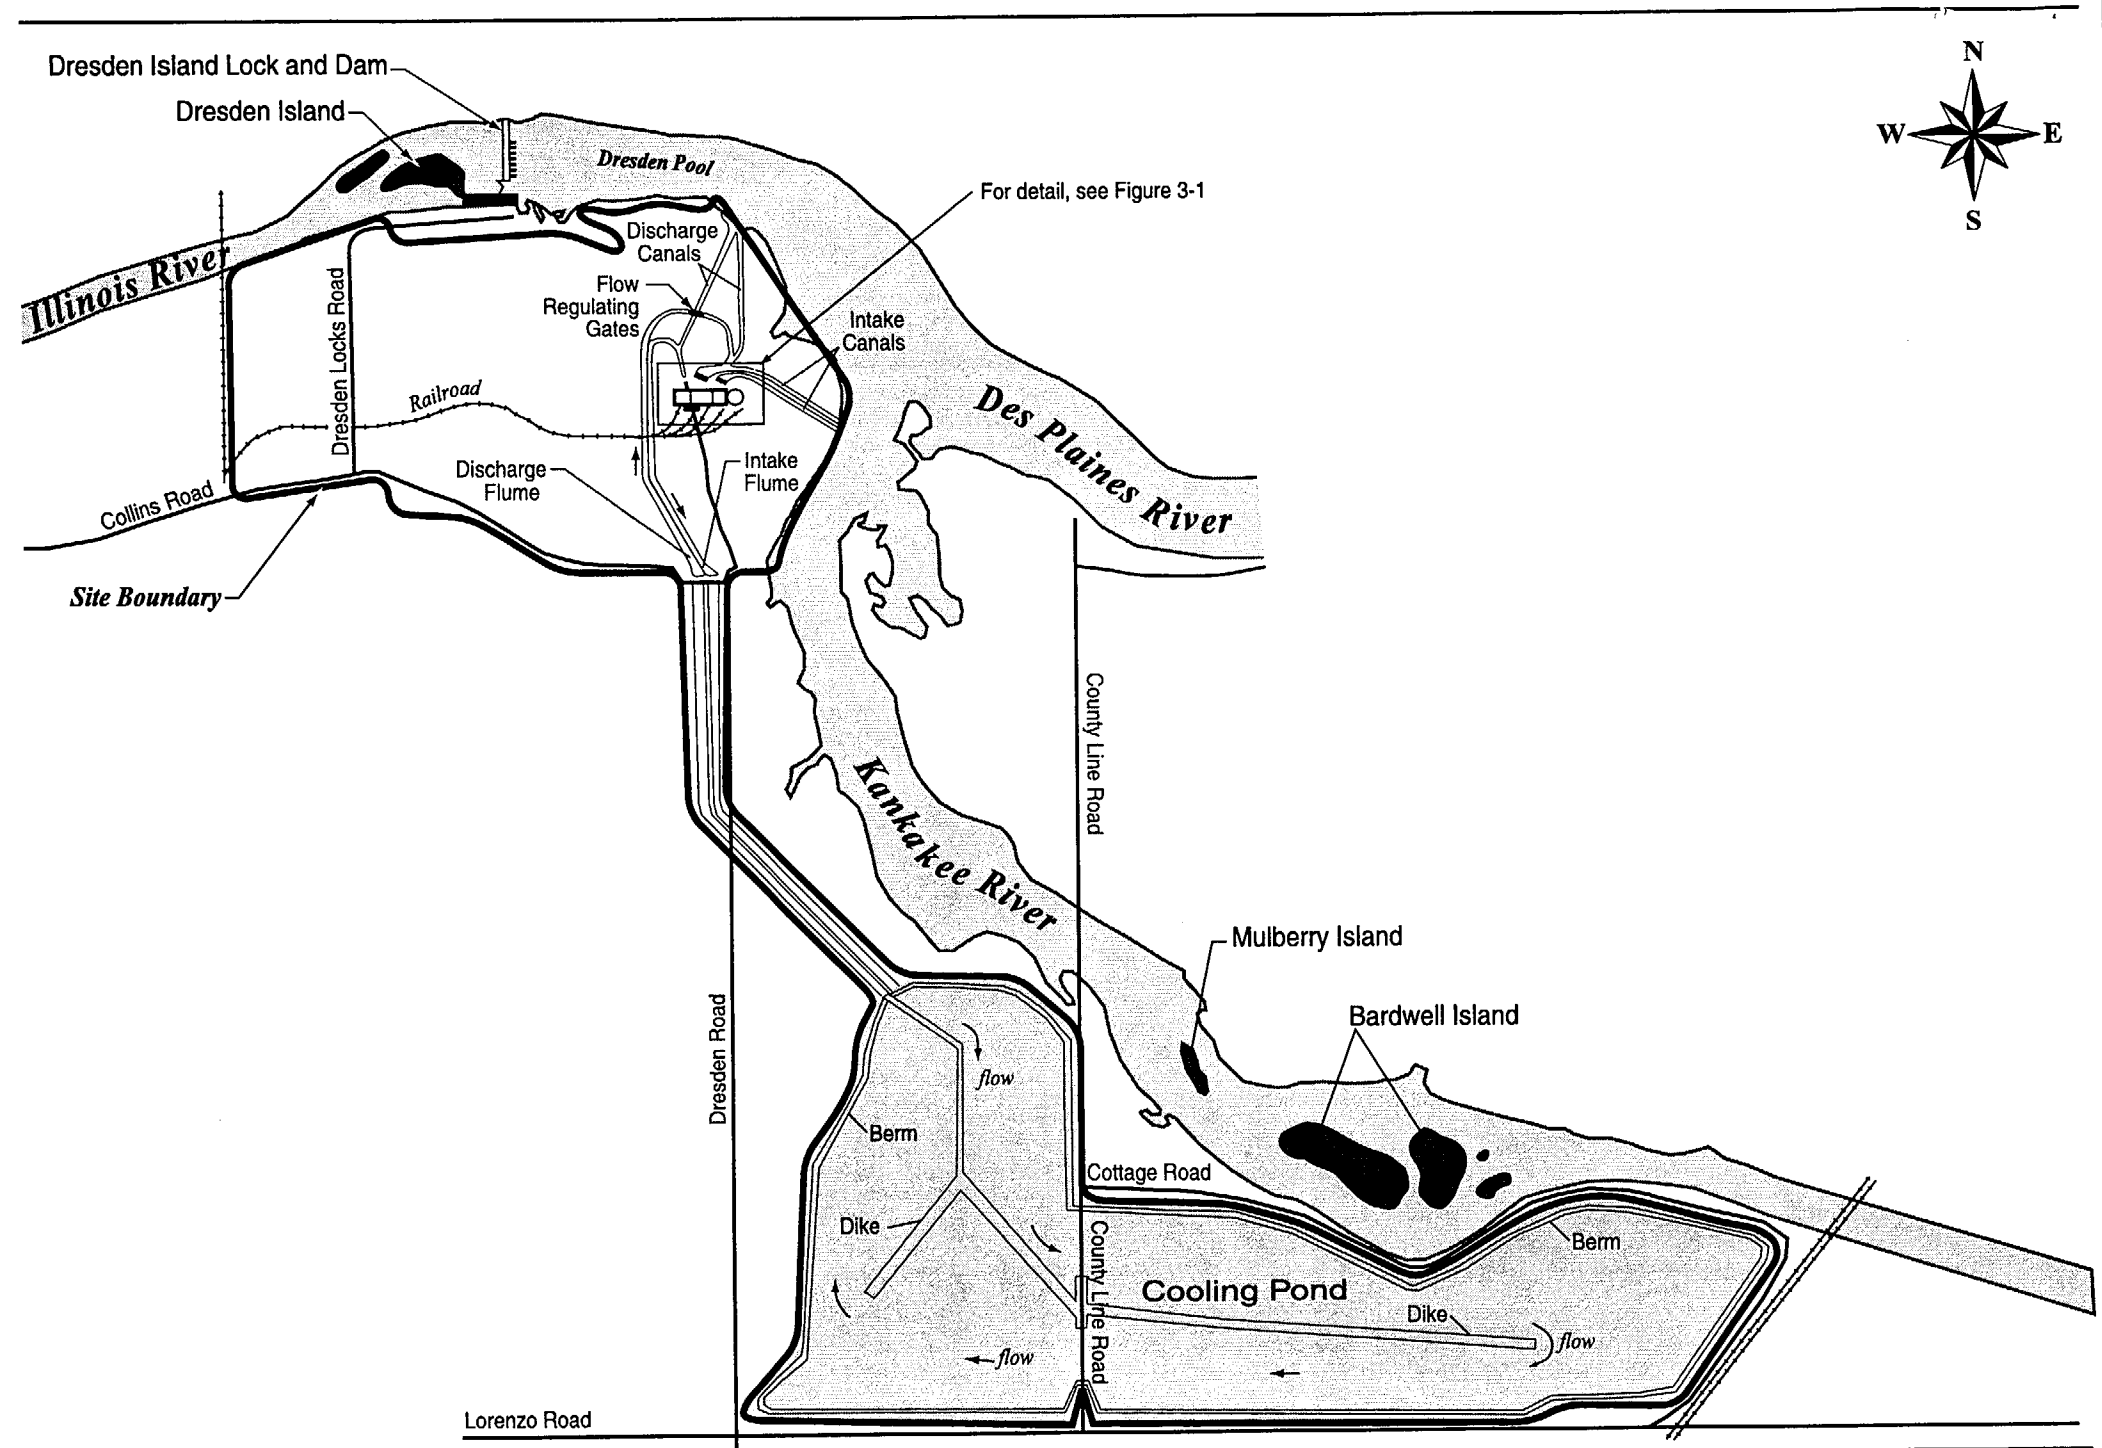 N
Dresden Island Lock and Dam
Dresden Island
W
E
Dresden Pool
For detail, see Figure 3-1
S
Discharge
Canals
Illinois River
Flow
Regulating
Gates
Dresden Locks Road
Intake
Canals
Railroad
Des Plaines River
Discharge
Flume
Intake
Flume
Collins Road
Site Boundary
County Line Road
Kankakee River
Mulberry Island
Bardwell Island
Dresden Road
flow
Berm
Cottage Road
Dike
County Line Road
Berm
Cooling Pond
Dike
flow
flow
Lorenzo Road